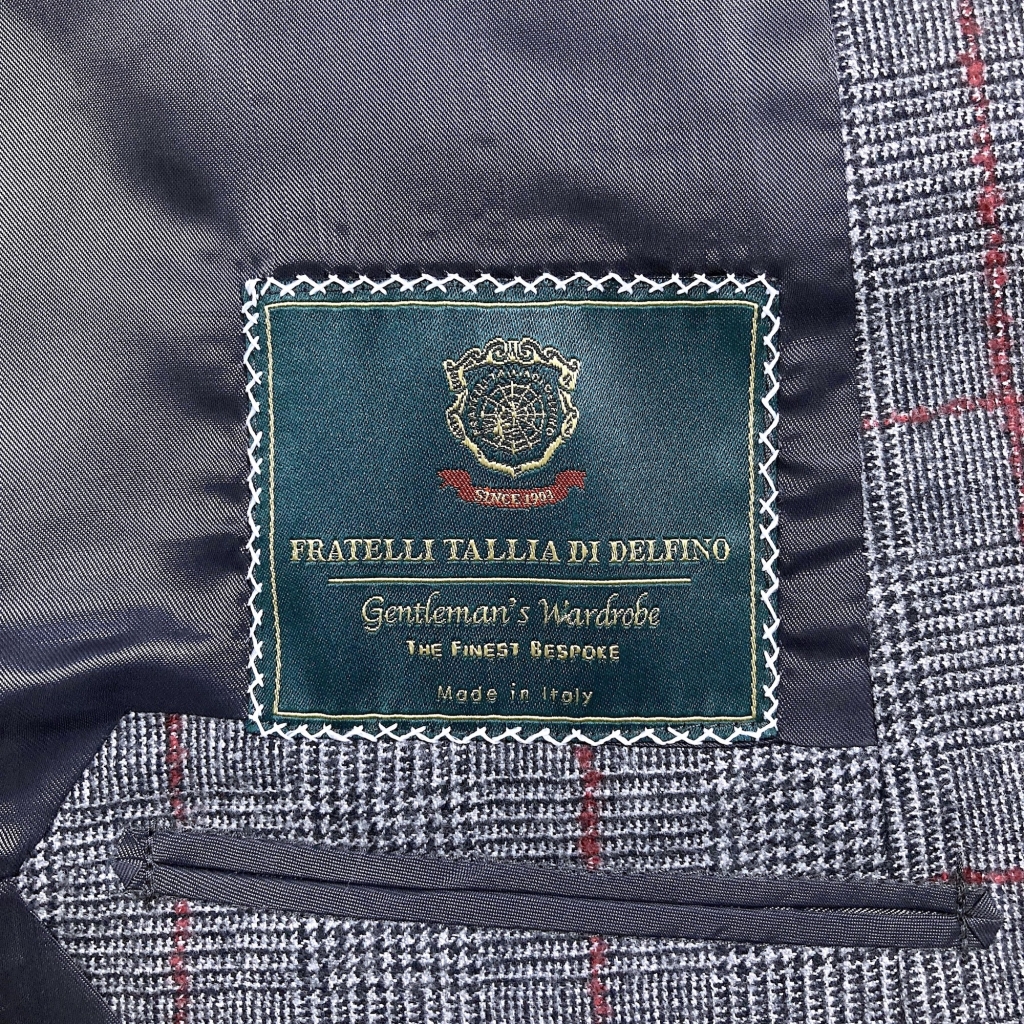 SINCE 1903
FRATELLI TALLIA DI DELFINO
Gentleman's Wardrobe
THE FINEST BESPOKE
Made in Italy